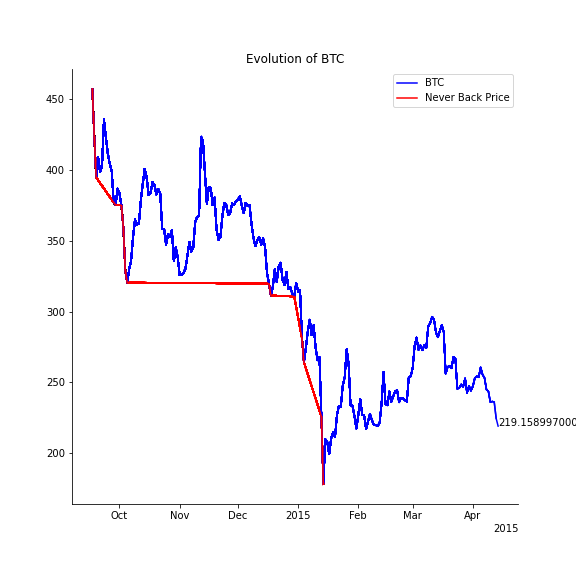 Evolution of BTC
BTC
Never Back Price
450
400
350
300
250
200
219.158997000
Oct
Nov
Dec
2015
Feb
Mar
Apr
2015